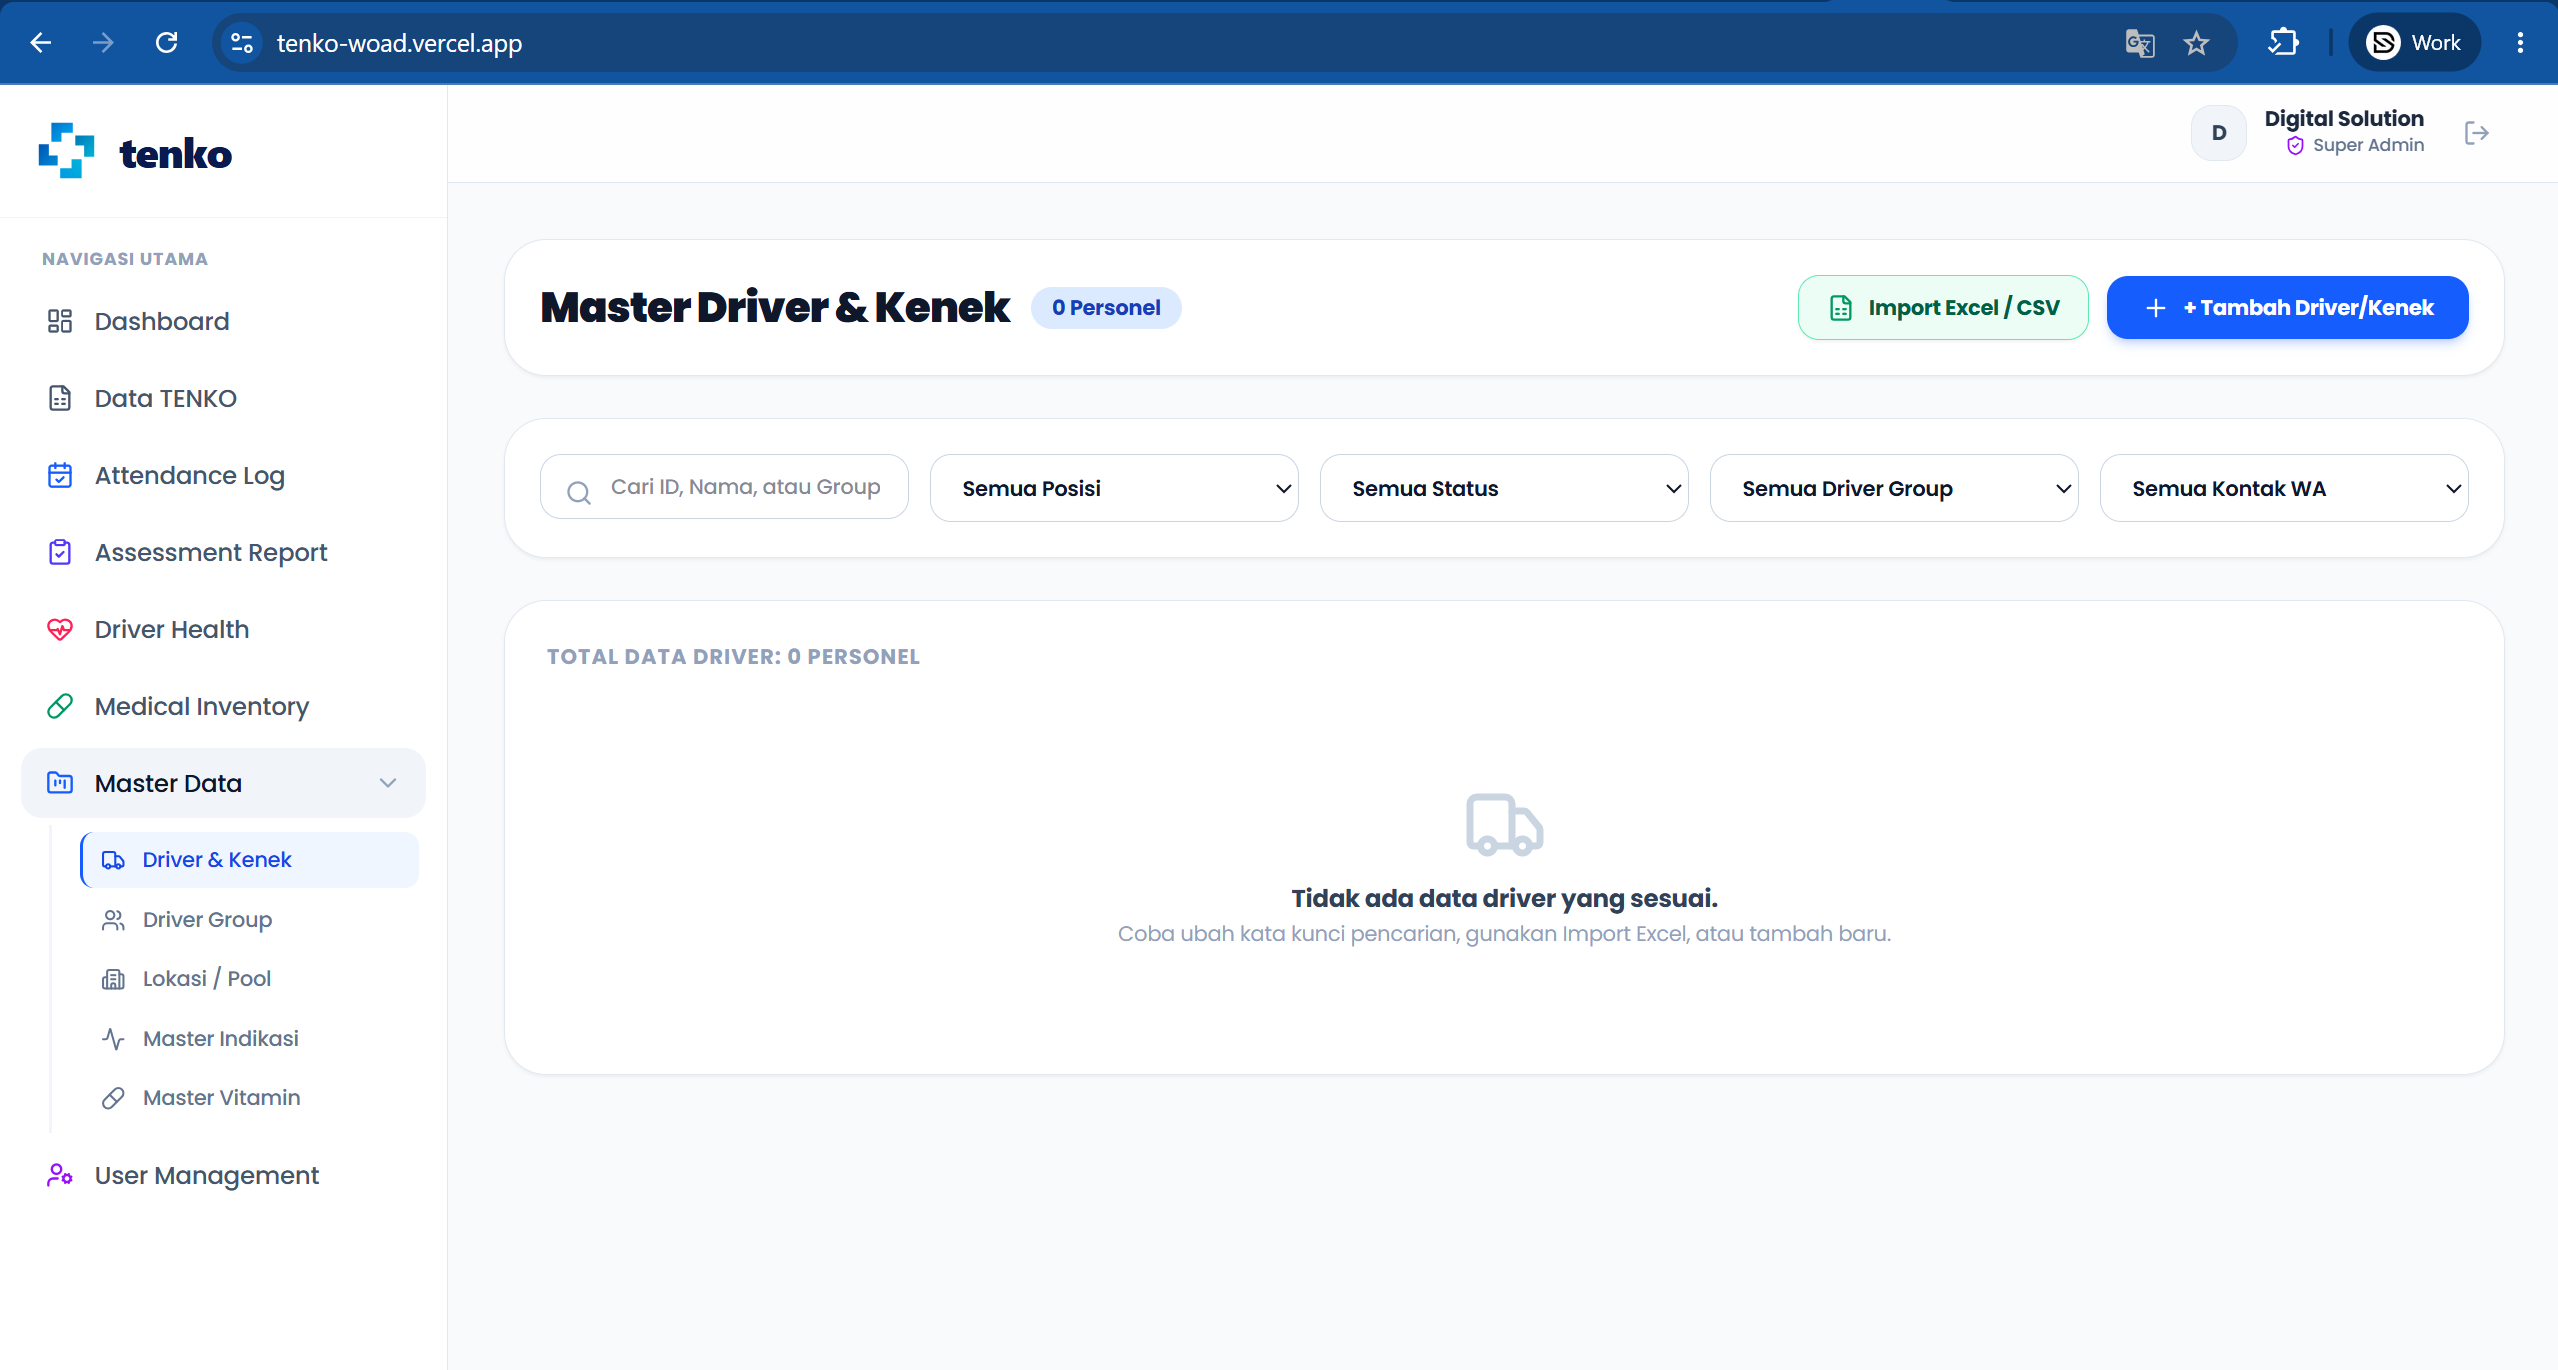 tenko-woad.vercel.app
Work
tenko
Digital Solution
D
Super Admin
NAVIGASI UTAMA
Dashboard
Data TENKO
Attendance Log
Assessment Report
Driver Health
Medical Inventory
Master Data
Driver & Kenek
Driver Group
Lokasi / Pool
Master Indikasi
Master Vitamin
User Management
Master Driver & Kenek
0 Personel
Import Excel / CSV
+ Tambah Driver/Kenek
Cari ID, Nama, atau Group
Semua Posisi
Semua Status
Semua Driver Group
Semua Kontak WA
TOTAL DATA DRIVER: 0 PERSONEL
Tidak ada data driver yang sesuai.
Coba ubah kata kunci pencarian, gunakan Import Excel, atau tambah baru.